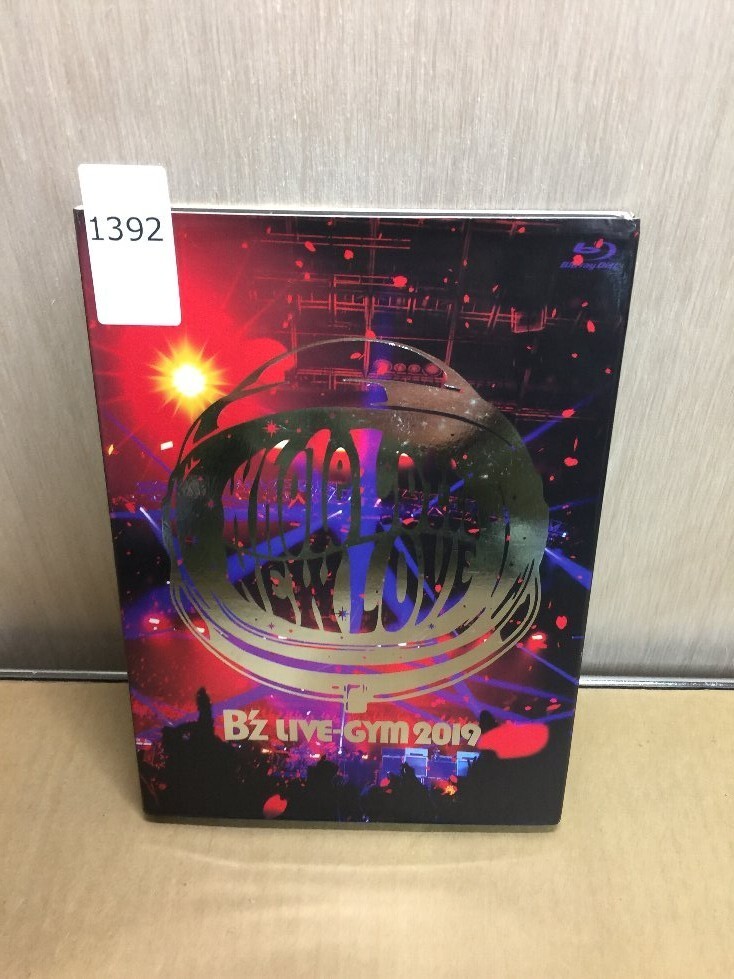 1392
Blu-ray Disc
WHOLE LOTTA
NEW LOVE
B'z LIVE-GYM 2019